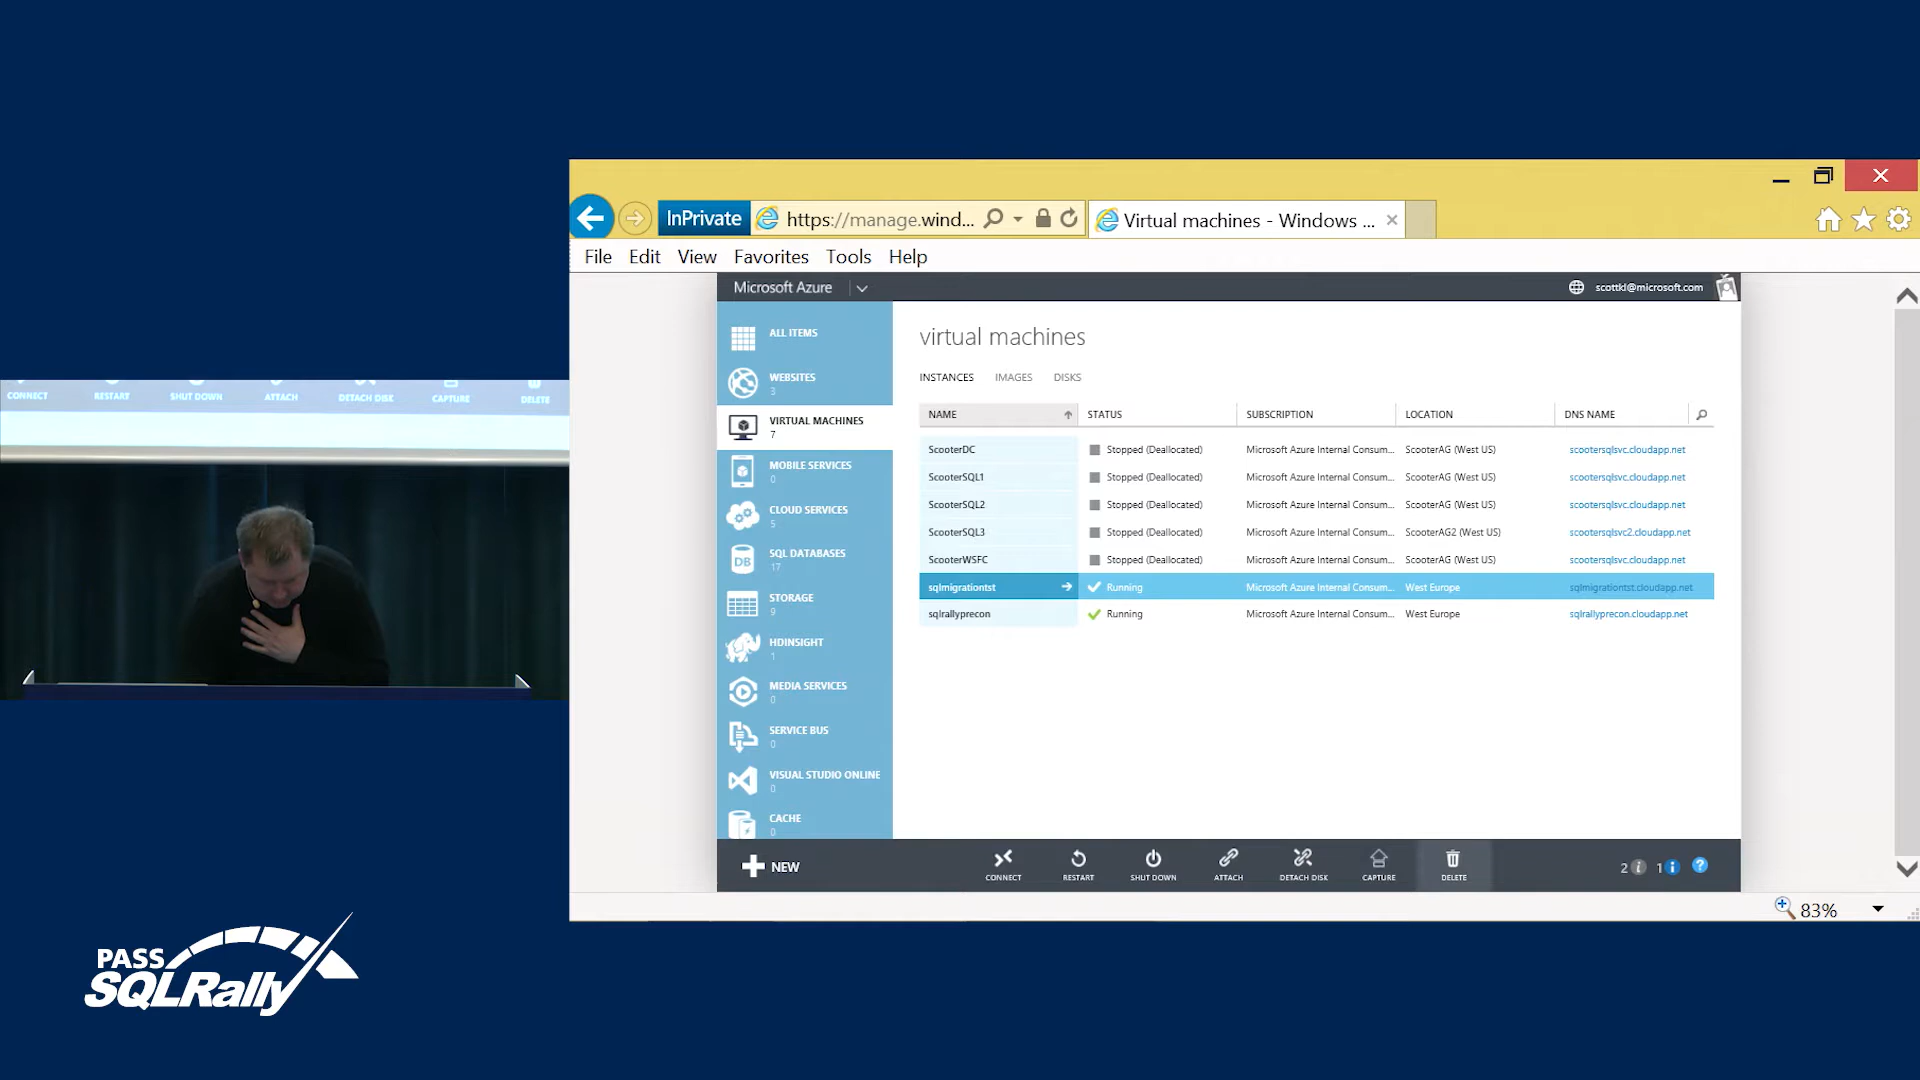 CONNECT RESTART SHUT DOWN ATTACH DETACH DISK CAPTURE DELETE
PASS
SQLRally
InPrivate https://manage.wind... Virtual machines - Windows ...
File Edit View Favorites Tools Help
Microsoft Azure scottkl@microsoft.com
ALL ITEMS
WEBSITES
3
VIRTUAL MACHINES
7
MOBILE SERVICES
0
CLOUD SERVICES
5
SQL DATABASES
17
STORAGE
9
HDINSIGHT
1
MEDIA SERVICES
0
SERVICE BUS
0
VISUAL STUDIO ONLINE
0
CACHE
0
virtual machines
INSTANCES IMAGES DISKS
NAME STATUS SUBSCRIPTION LOCATION DNS NAME
ScooterDC Stopped (Deallocated) Microsoft Azure Internal Consum... ScooterAG (West US) scootersqlsvc.cloudapp.net
ScooterSQL1 Stopped (Deallocated) Microsoft Azure Internal Consum... ScooterAG (West US) scootersqlsvc.cloudapp.net
ScooterSQL2 Stopped (Deallocated) Microsoft Azure Internal Consum... ScooterAG (West US) scootersqlsvc.cloudapp.net
ScooterSQL3 Stopped (Deallocated) Microsoft Azure Internal Consum... ScooterAG2 (West US) scootersqlsvc2.cloudapp.net
ScooterWSFC Stopped (Deallocated) Microsoft Azure Internal Consum... ScooterAG (West US) scootersqlsvc.cloudapp.net
sqlmigrationtst Running Microsoft Azure Internal Consum... West Europe sqlmigrationtst.cloudapp.net
sqlrallyprecon Running Microsoft Azure Internal Consum... West Europe sqlrallyprecon.cloudapp.net
NEW CONNECT RESTART SHUT DOWN ATTACH DETACH DISK CAPTURE DELETE 2 1
83%